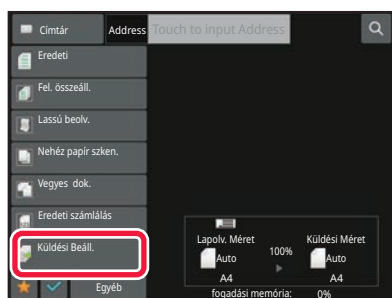 Címtár
Address Touch to input Address
Eredeti
Fel. összeáll.
Lassú beolv.
Nehéz papír szken.
Vegyes dok.
Eredeti számlálás
Küldési Beáll.
Egyéb
Lapolv. Méret
Küldési Méret
100%
Auto
Auto
A4
A4
fogadási memória: 0%